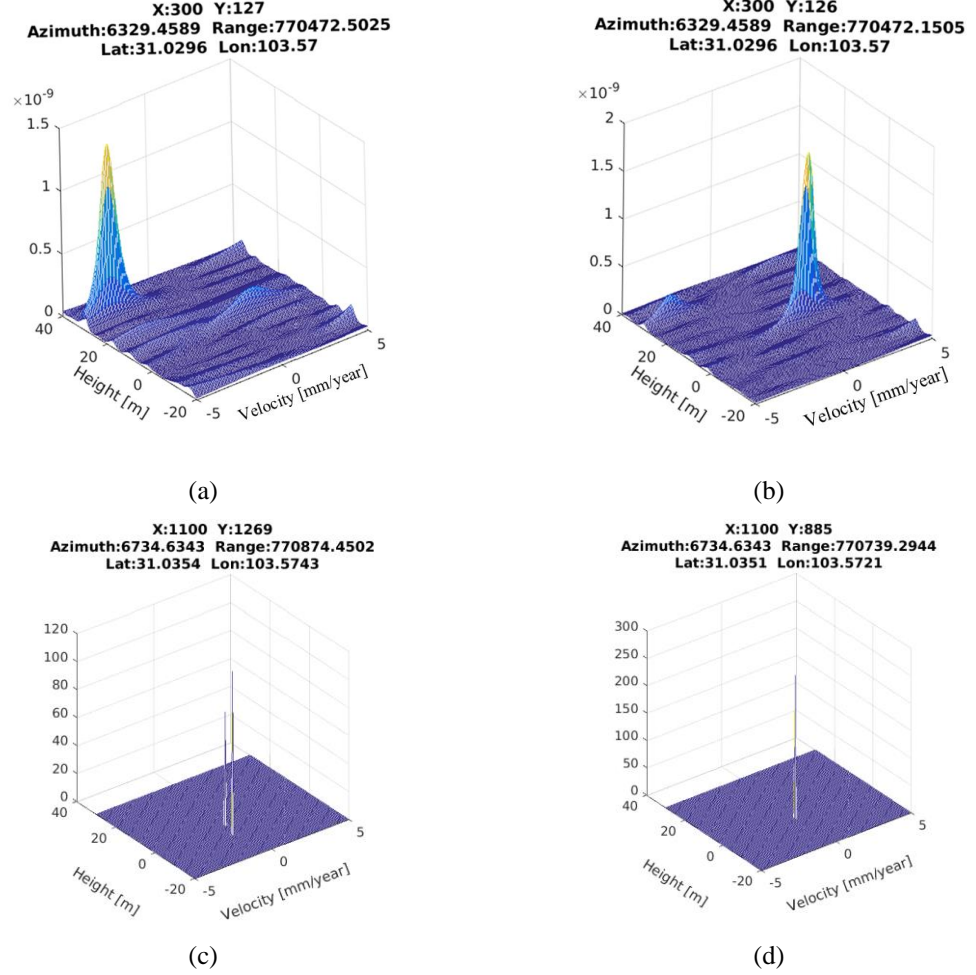 X:300 Y:127
Azimuth:6329.4589 Range:770472.5025
Lat:31.0296 Lon:103.57
×10⁻⁹
1.5
1
0.5
0
40
20
0
-20
-5
0
5
Height [m]
Velocity [mm/year]
(a)
X:300 Y:126
Azimuth:6329.4589 Range:770472.1505
Lat:31.0296 Lon:103.57
×10⁻⁹
2
1.5
1
0.5
0
40
20
0
-20
-5
0
5
Height [m]
Velocity [mm/year]
(b)
X:1100 Y:1269
Azimuth:6734.6343 Range:770874.4502
Lat:31.0354 Lon:103.5743
120
100
80
60
40
20
0
40
20
0
-20
-5
0
5
Height [m]
Velocity [mm/year]
(c)
X:1100 Y:885
Azimuth:6734.6343 Range:770739.2944
Lat:31.0351 Lon:103.5721
300
250
200
150
100
50
0
40
20
0
-20
-5
0
5
Height [m]
Velocity [mm/year]
(d)